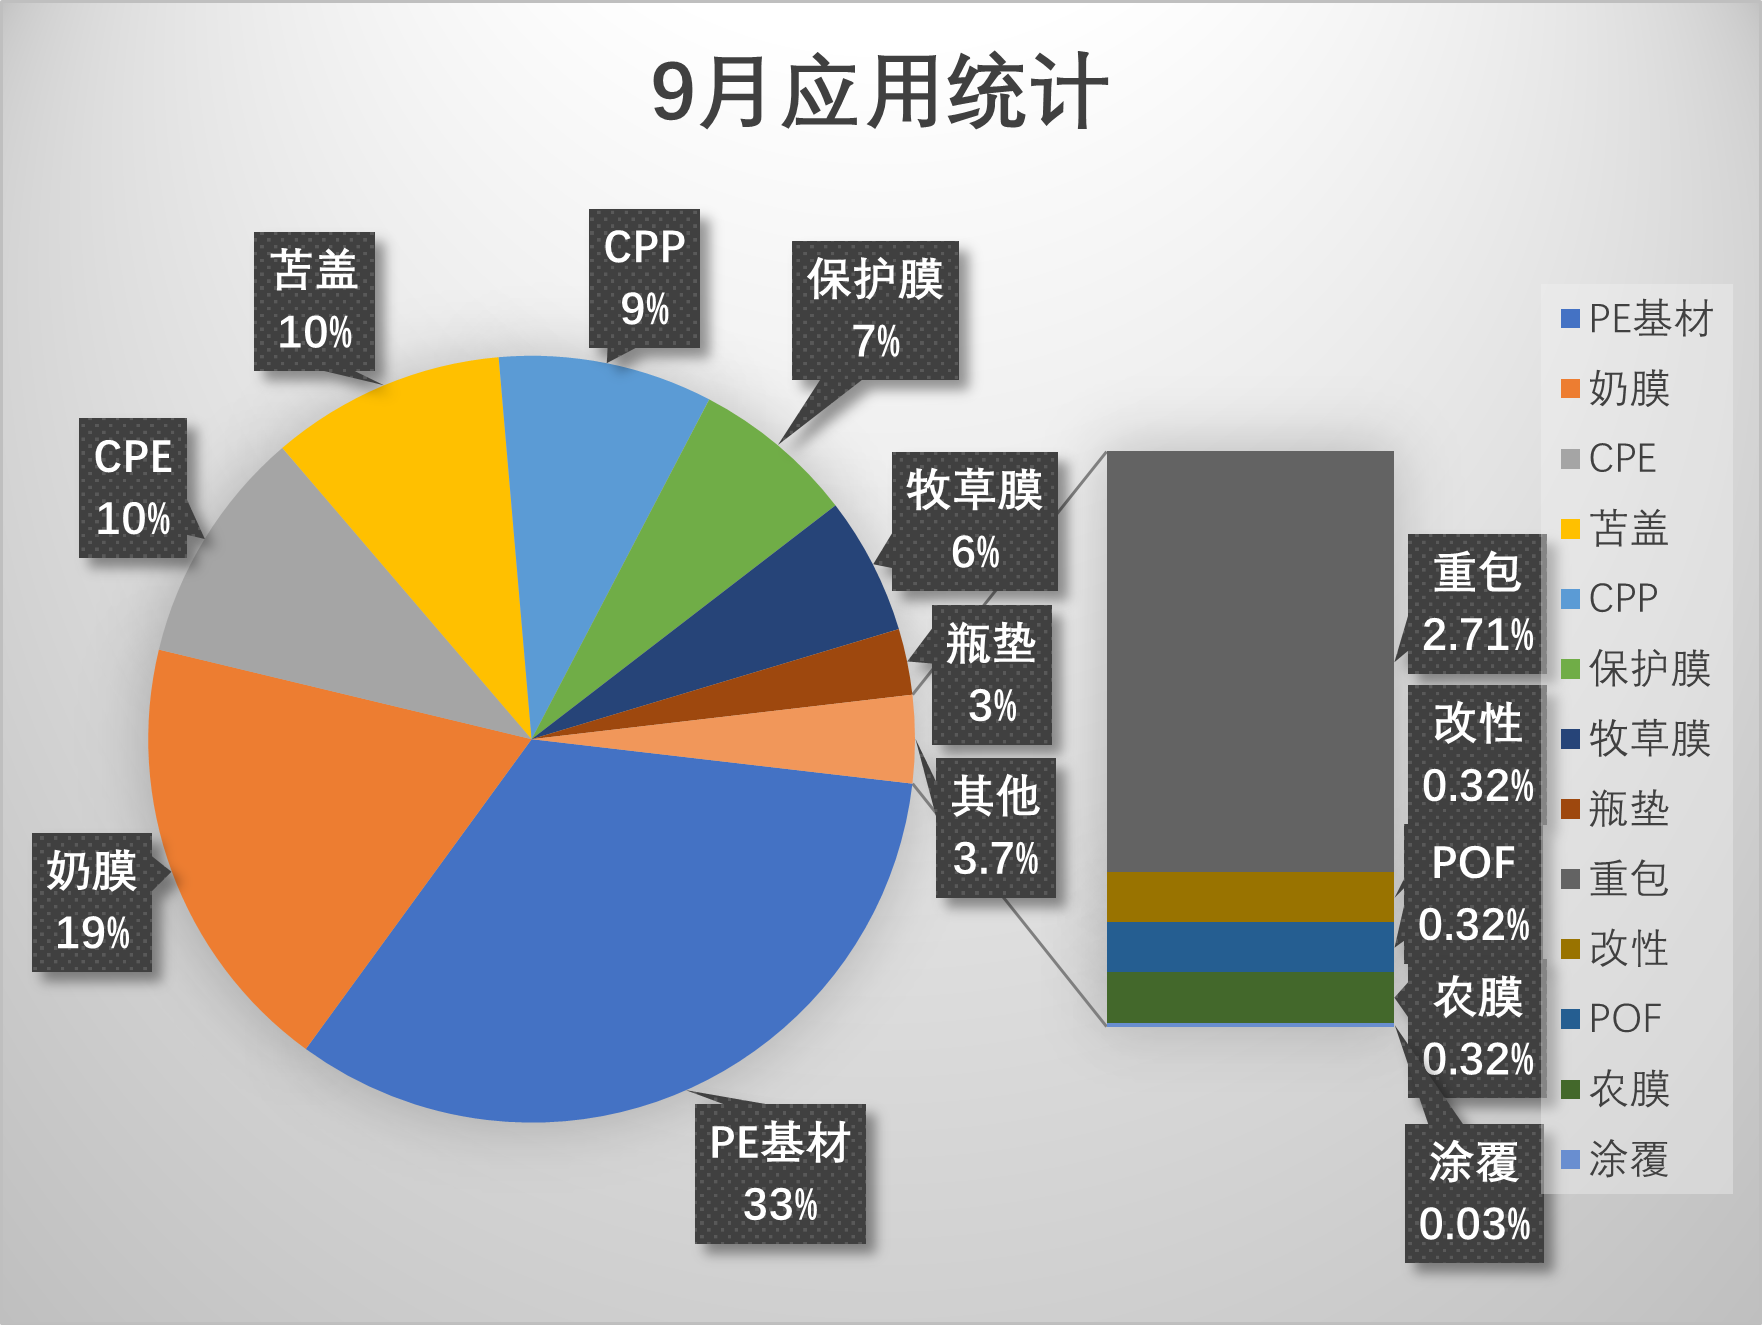 9月应用统计
CPP
9%
苫盖
10%
保护膜
7%
CPE
10%
牧草膜
6%
瓶垫
3%
其他
3.7%
奶膜
19%
PE基材
33%
重包
2.71%
改性
0.32%
POF
0.32%
农膜
0.32%
涂覆
0.03%
PE基材
奶膜
CPE
苫盖
CPP
保护膜
牧草膜
瓶垫
重包
改性
POF
农膜
涂覆